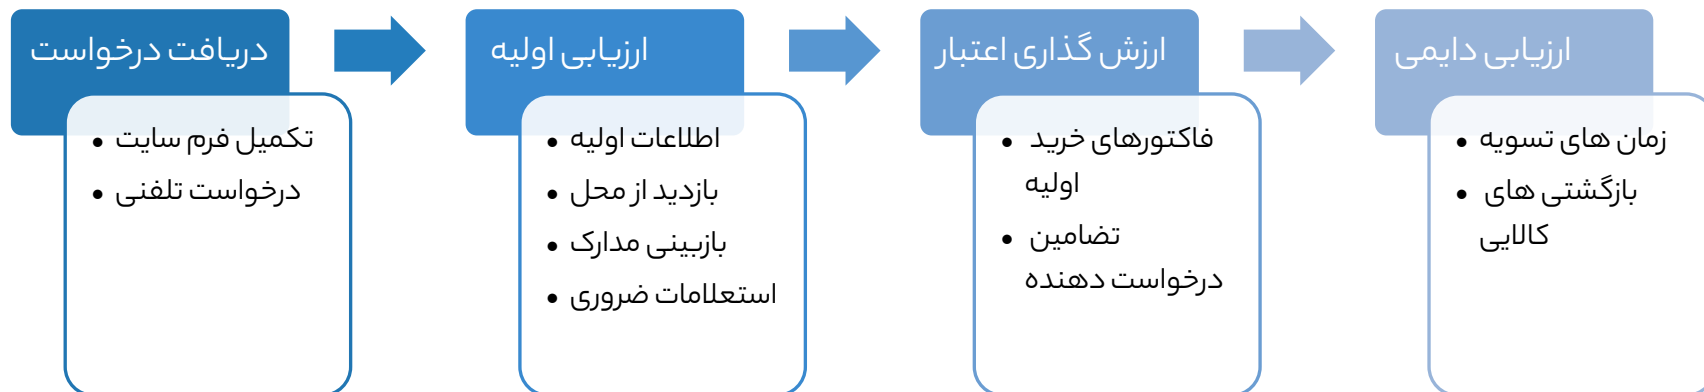 دریافت درخواست
• تکمیل فرم سایت
• درخواست تلفنی
ارزیابی اولیه
• اطلاعات اولیه
• بازدید از محل
• بازبینی مدارک
• استعلامات ضروری
ارزش گذاری اعتبار
• فاکتورهای خرید
اولیه
• تضامین
درخواست دهنده
ارزیابی دایمی
• زمان های تسویه
• بازگشتی های
کالایی